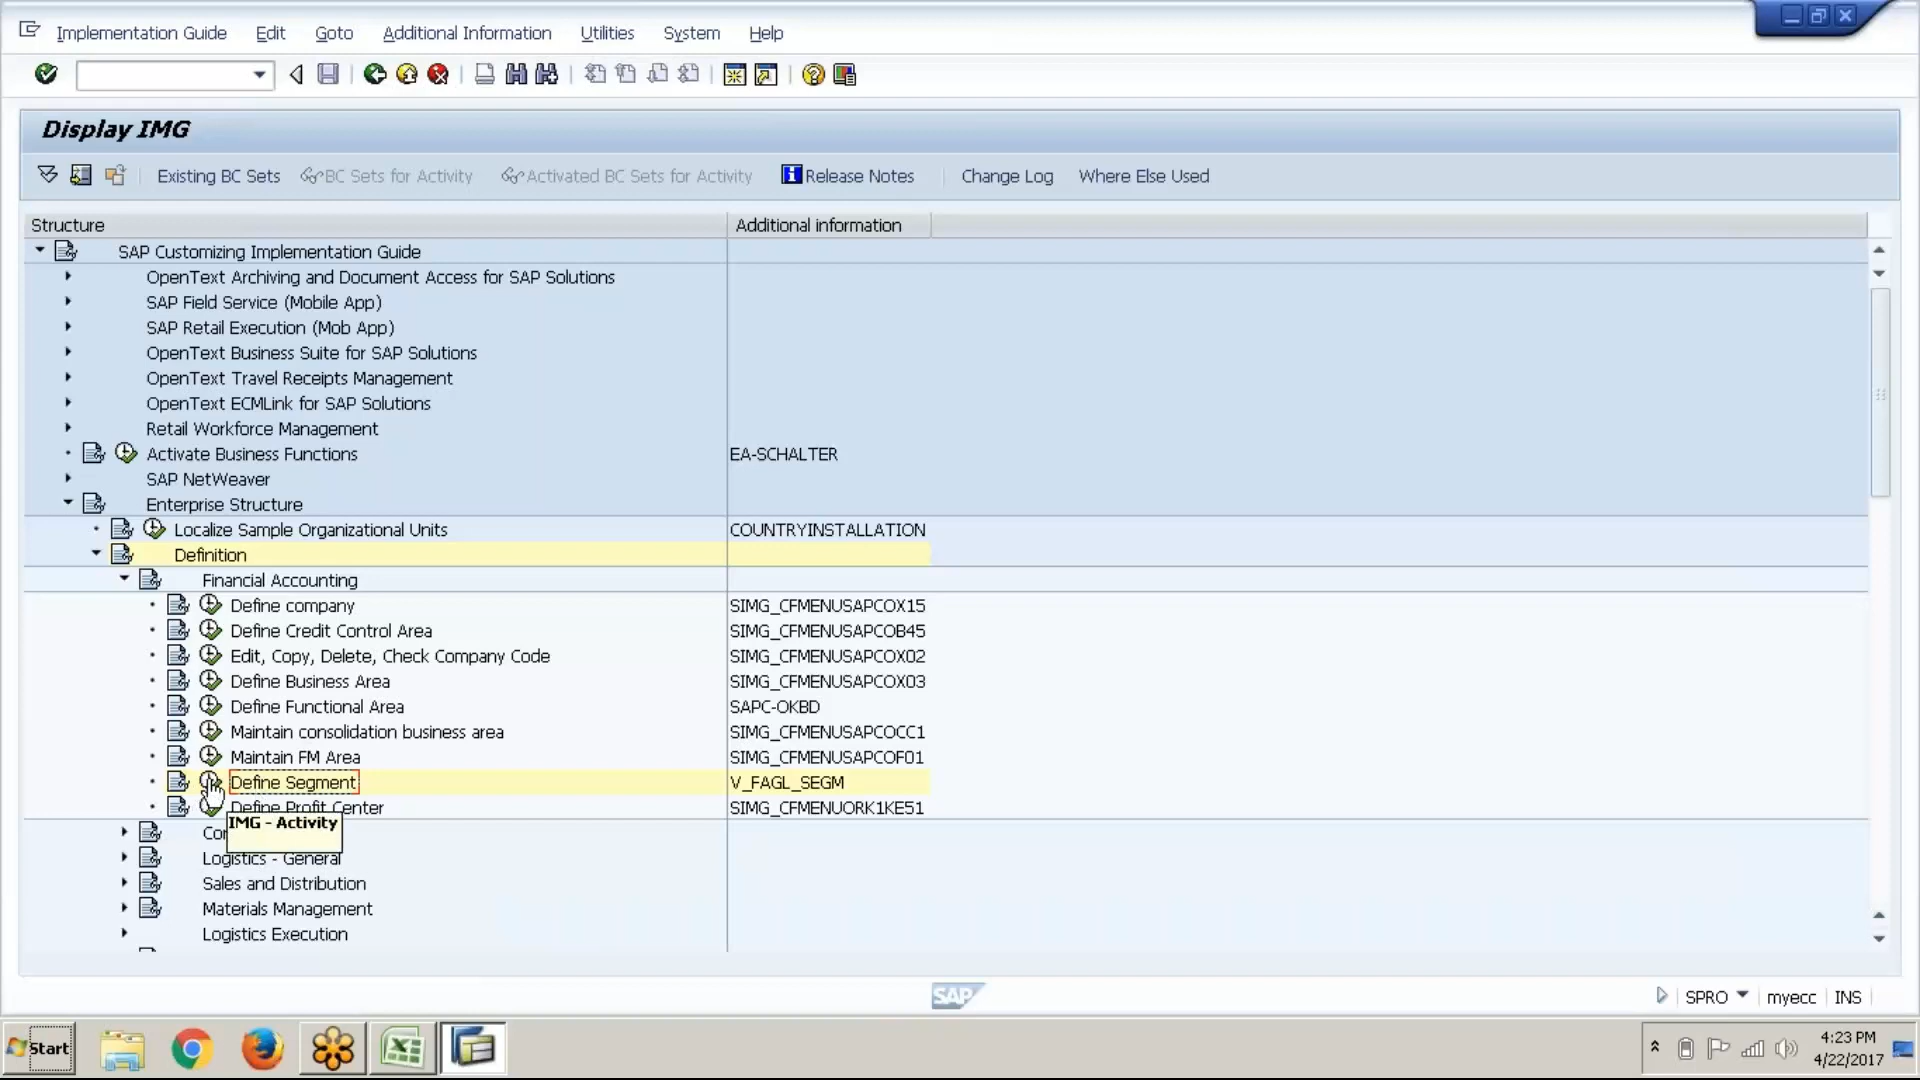 Implementation Guide Edit Goto Additional Information Utilities System Help
Display IMG
Existing BC Sets BC Sets for Activity Activated BC Sets for Activity Release Notes Change Log Where Else Used
Structure Additional information
SAP Customizing Implementation Guide
OpenText Archiving and Document Access for SAP Solutions
SAP Field Service (Mobile App)
SAP Retail Execution (Mob App)
OpenText Business Suite for SAP Solutions
OpenText Travel Receipts Management
OpenText ECMLink for SAP Solutions
Retail Workforce Management
Activate Business Functions EA-SCHALTER
SAP NetWeaver
Enterprise Structure
Localize Sample Organizational Units COUNTRYINSTALLATION
Definition
Financial Accounting
Define company SIMG_CFMENUSAPCOX15
Define Credit Control Area SIMG_CFMENUSAPCOB45
Edit, Copy, Delete, Check Company Code SIMG_CFMENUSAPCOX02
Define Business Area SIMG_CFMENUSAPCOX03
Define Functional Area SAPC-OKBD
Maintain consolidation business area SIMG_CFMENUSAPCOCC1
Maintain FM Area SIMG_CFMENUSAPCOF01
Define Segment V_FAGL_SEGM
Define Profit Center SIMG_CFMENUORK1KE51
IMG - Activity
Logistics - General
Sales and Distribution
Materials Management
Logistics Execution
SAP
SPRO myecc INS
Start
4:23 PM
4/22/2017